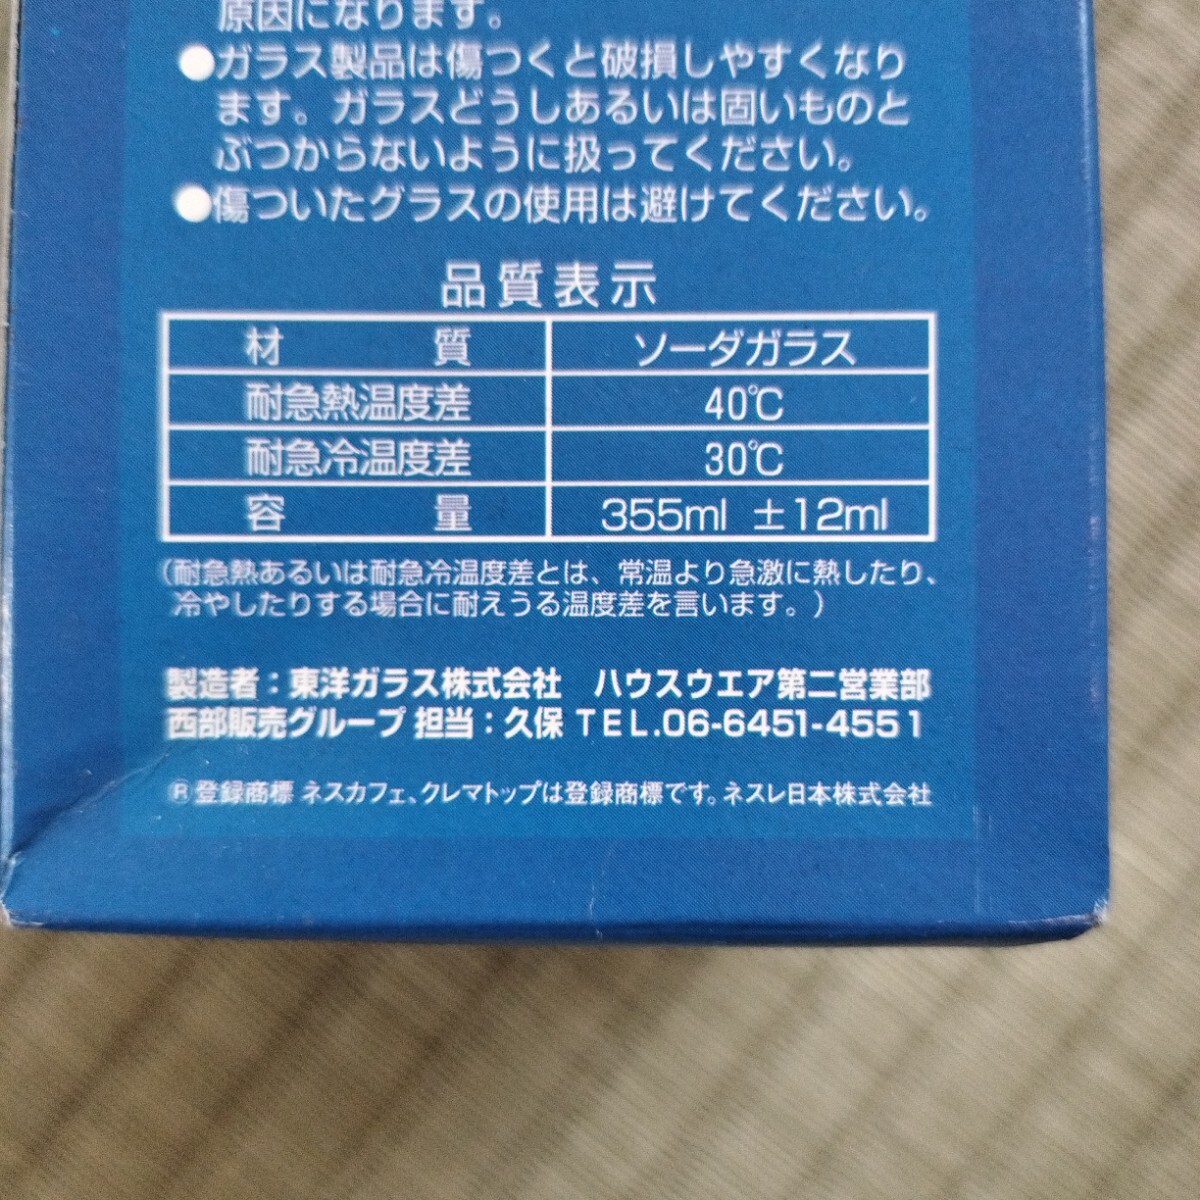 原因になります。
●ガラス製品は傷つくと破損しやすくなり
ます。ガラスどうしあるいは固いものと
ぶつからないように扱ってください。
●傷ついたグラスの使用は避けてください。
品質表示
材質 ソーダガラス
耐急熱温度差 40℃
耐急冷温度差 30℃
容量 355ml ±12ml
(耐急熱あるいは耐急冷温度差とは、常温より急激に熱したり、
冷やしたりする場合に耐えうる温度差を言います。)
製造者:東洋ガラス株式会社 ハウスウエア第二営業部
西部販売グループ 担当:久保 TEL.06-6451-4551
®登録商標 ネスカフェ、クレマトップは登録商標です。ネスレ日本株式会社